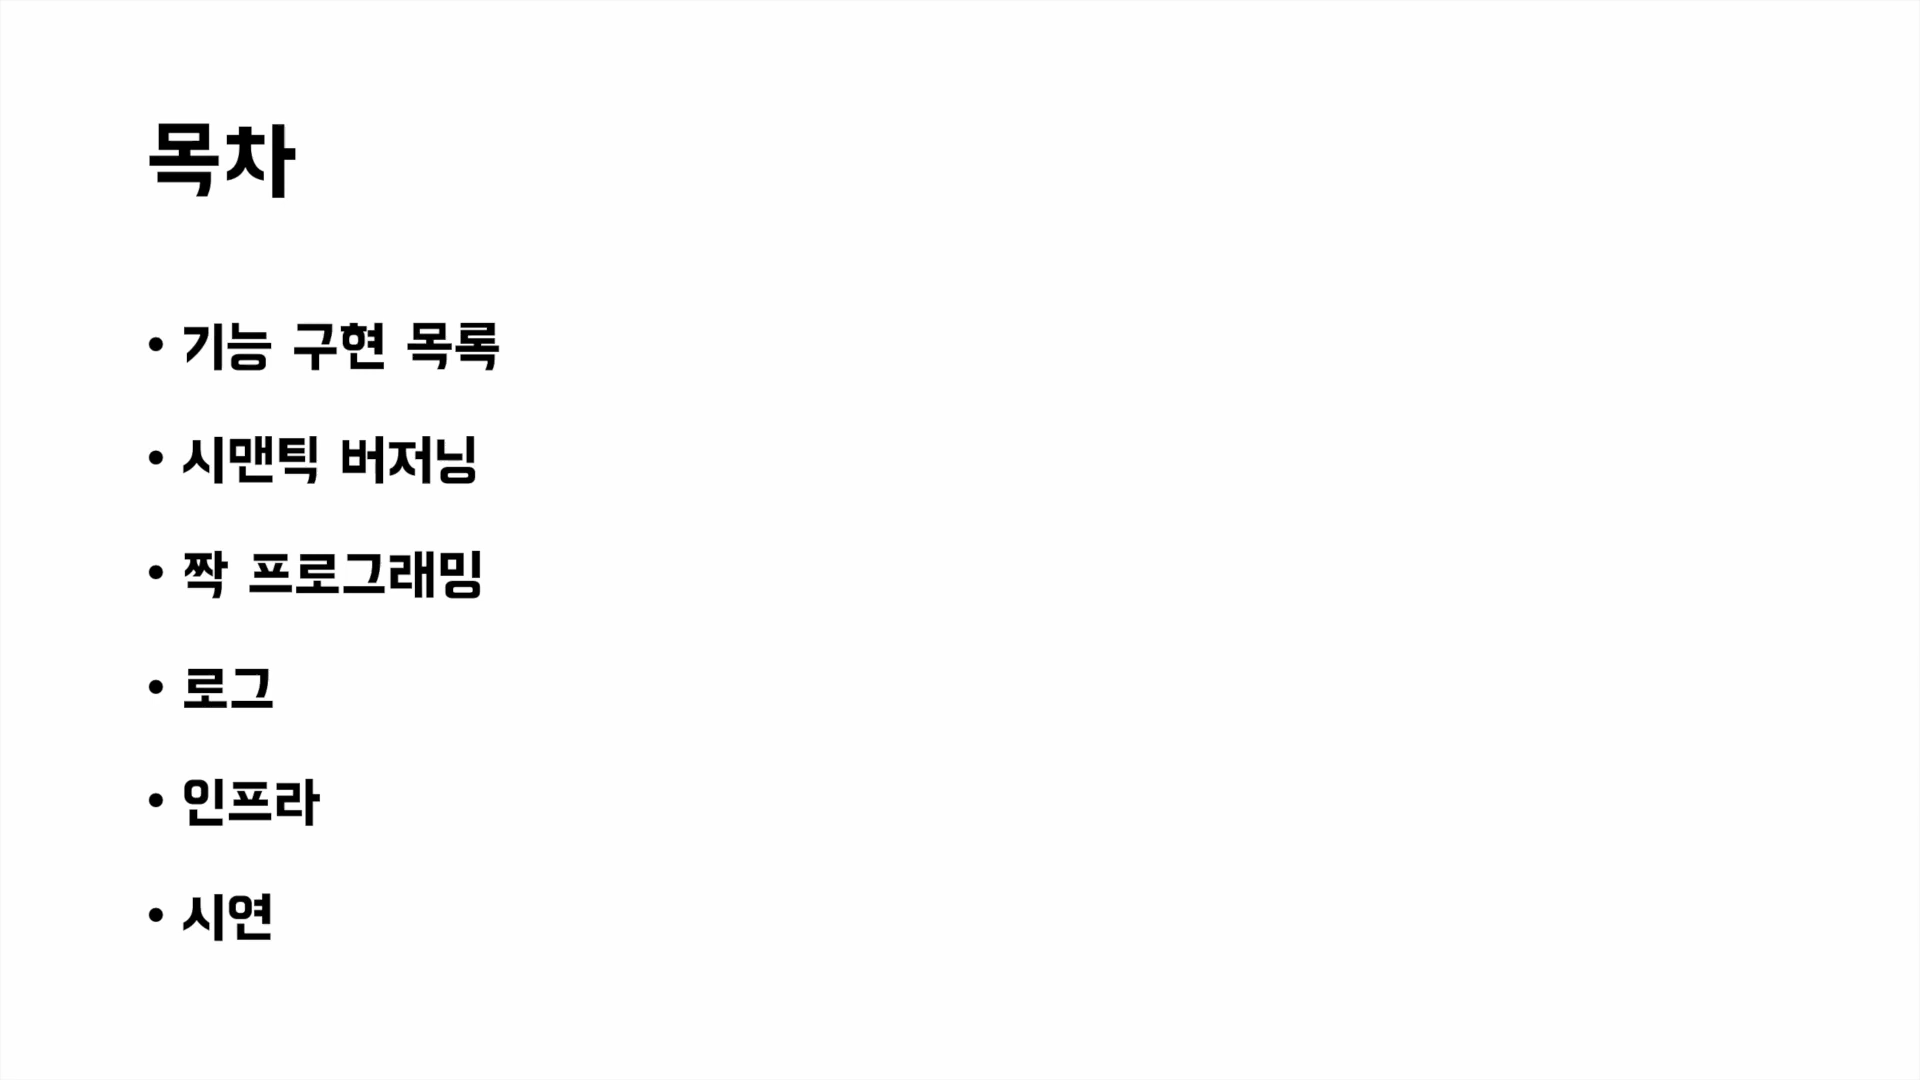 목차
• 기능 구현 목록
• 시맨틱 버저닝
• 짝 프로그래밍
• 로그
• 인프라
• 시연